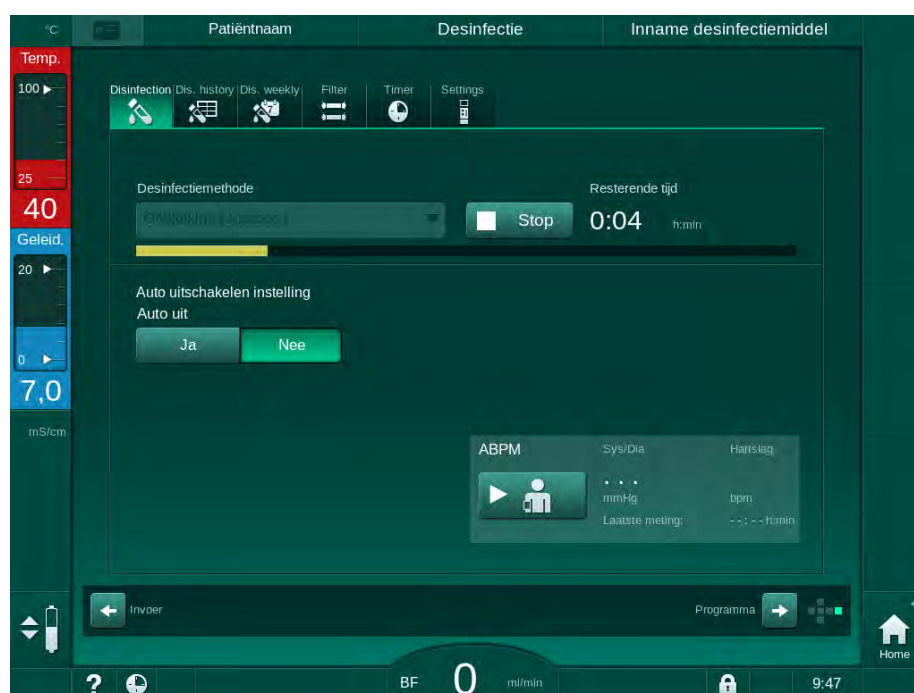 °C
Patiëntnaam
Desinfectie
Inname desinfectiemiddel
Temp.
100
25
40
Geleid.
20
0
7,0
mS/cm
Disinfection
Dis. history
Dis. weekly
7
Filter
Timer
Settings
Desinfectiemethode
Stop
Resterende tijd
0:04 h:min
Auto uitschakelen instelling
Auto uit
Ja
Nee
ABPM
Sys/Dia
Hartslag
. . .
mmHg
bpm
Laatste meting:
--:-- h:min
Invoer
Programma
Home
?
BF 0 ml/min
9:47